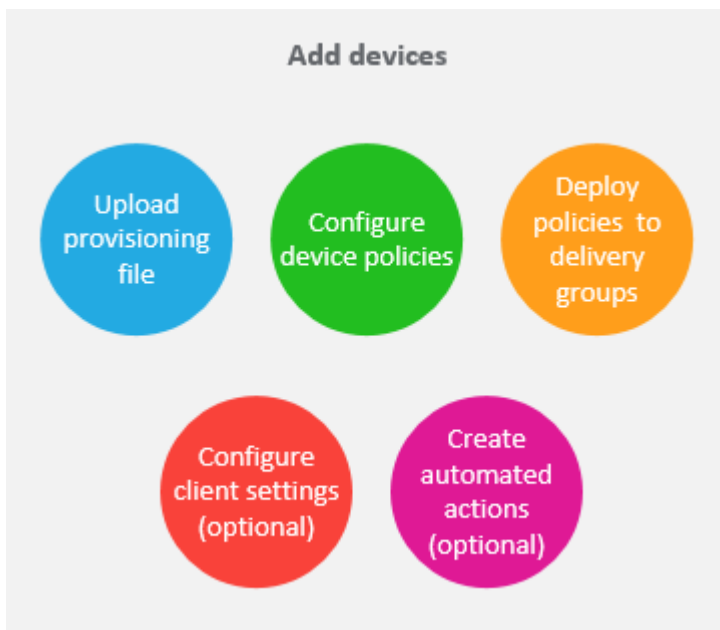 Add devices
Upload
provisioning
file
Configure
device policies
Deploy
policies to
delivery
groups
Configure
client settings
(optional)
Create
automated
actions
(optional)